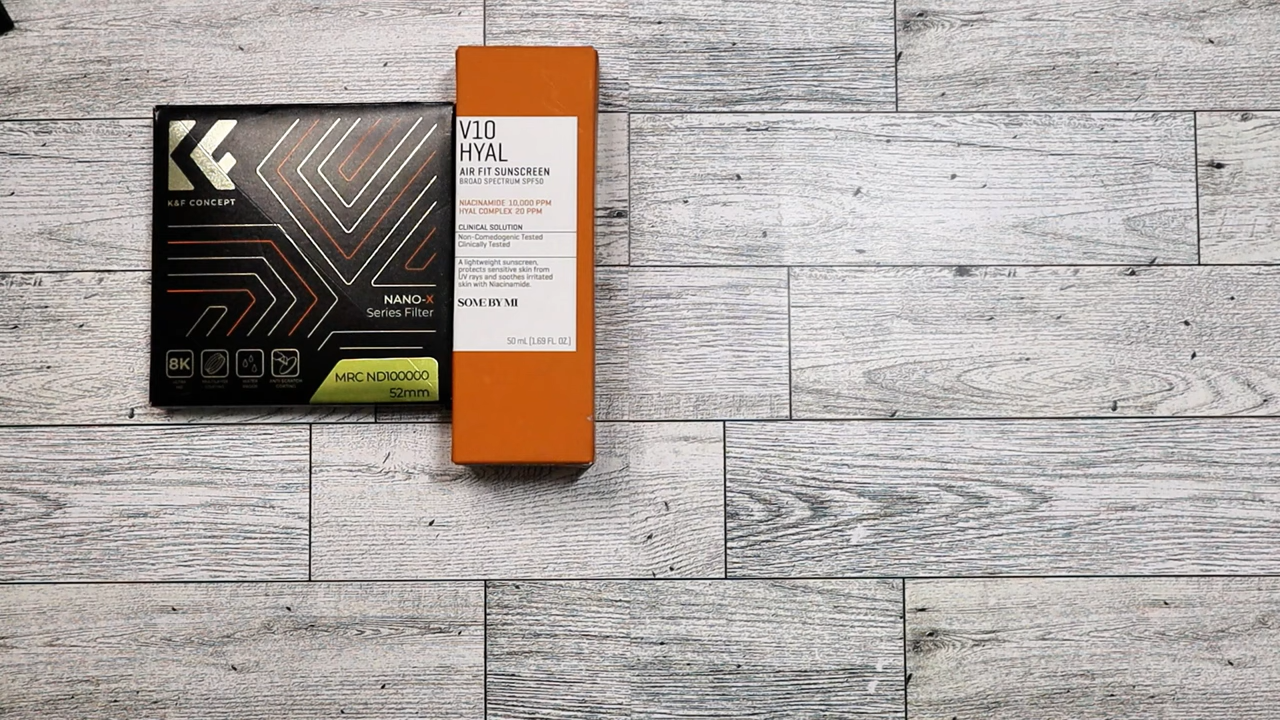 K&F CONCEPT
NANO-X
Series Filter
8K
MRC ND100000
52mm
V10
HYAL
AIR FIT SUNSCREEN
BROAD SPECTRUM SPF50
NIACINAMIDE 10,000 PPM
HYAL COMPLEX 20 PPM
CLINICAL SOLUTION
Non-Comedogenic Tested
Clinically Tested
A lightweight sunscreen,
protects sensitive skin from
UV rays and soothes irritated
skin with Niacinamide.
SOME BY MI
50 mL (1.69 FL. OZ.)